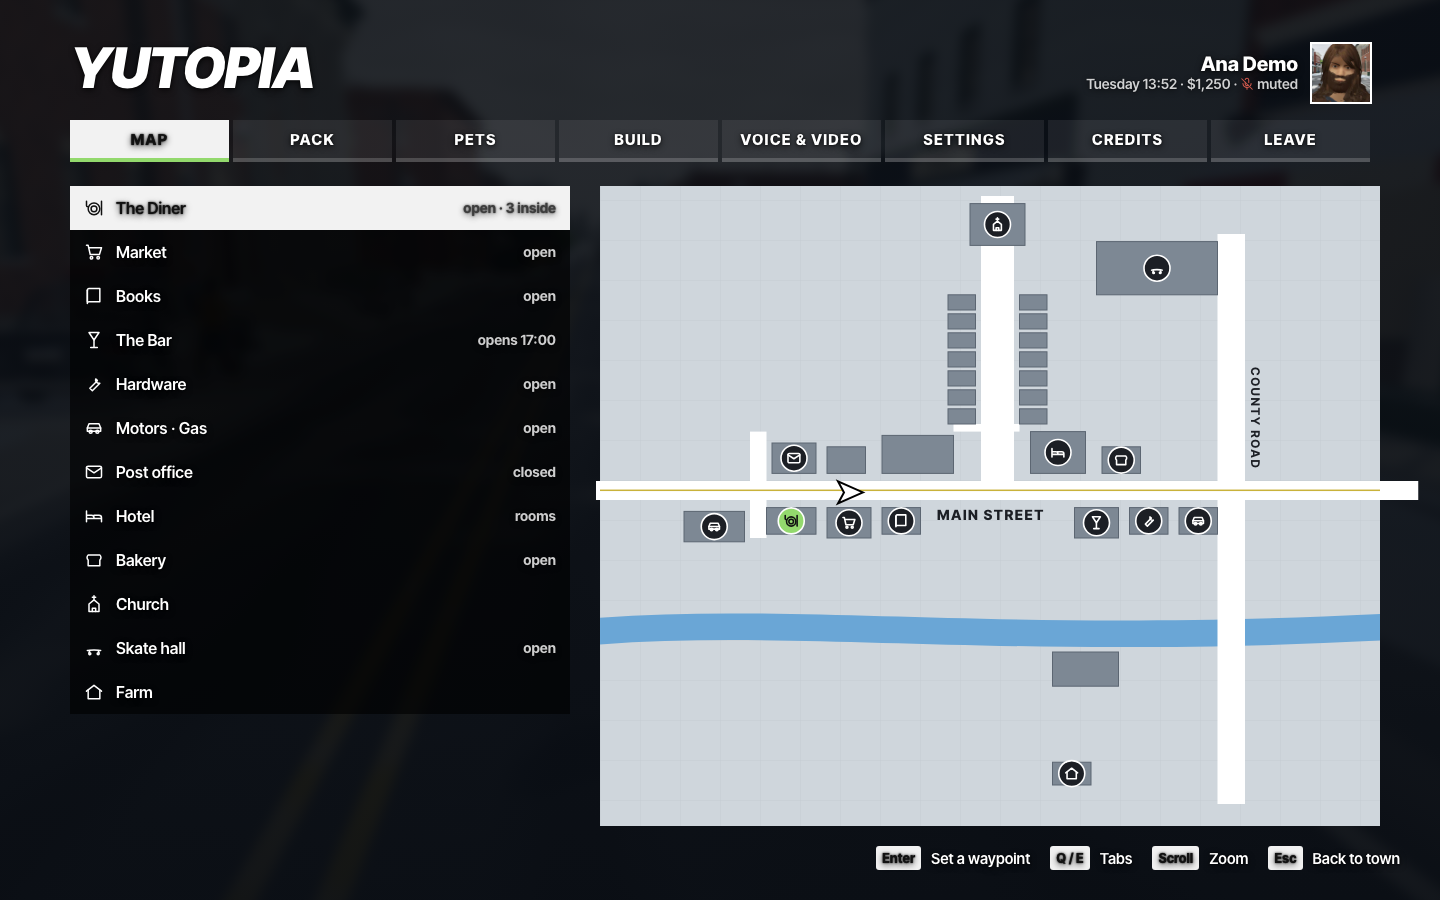 YUTOPIA
Ana Demo
Tuesday 13:52 · $1,250 · muted
MAP
PACK
PETS
BUILD
VOICE & VIDEO
SETTINGS
CREDITS
LEAVE
The Diner open · 3 inside
Market open
Books open
The Bar opens 17:00
Hardware open
Motors · Gas open
Post office closed
Hotel rooms
Bakery open
Church
Skate hall open
Farm
COUNTY ROAD
MAIN STREET
Enter Set a waypoint Q / E Tabs Scroll Zoom Esc Back to town